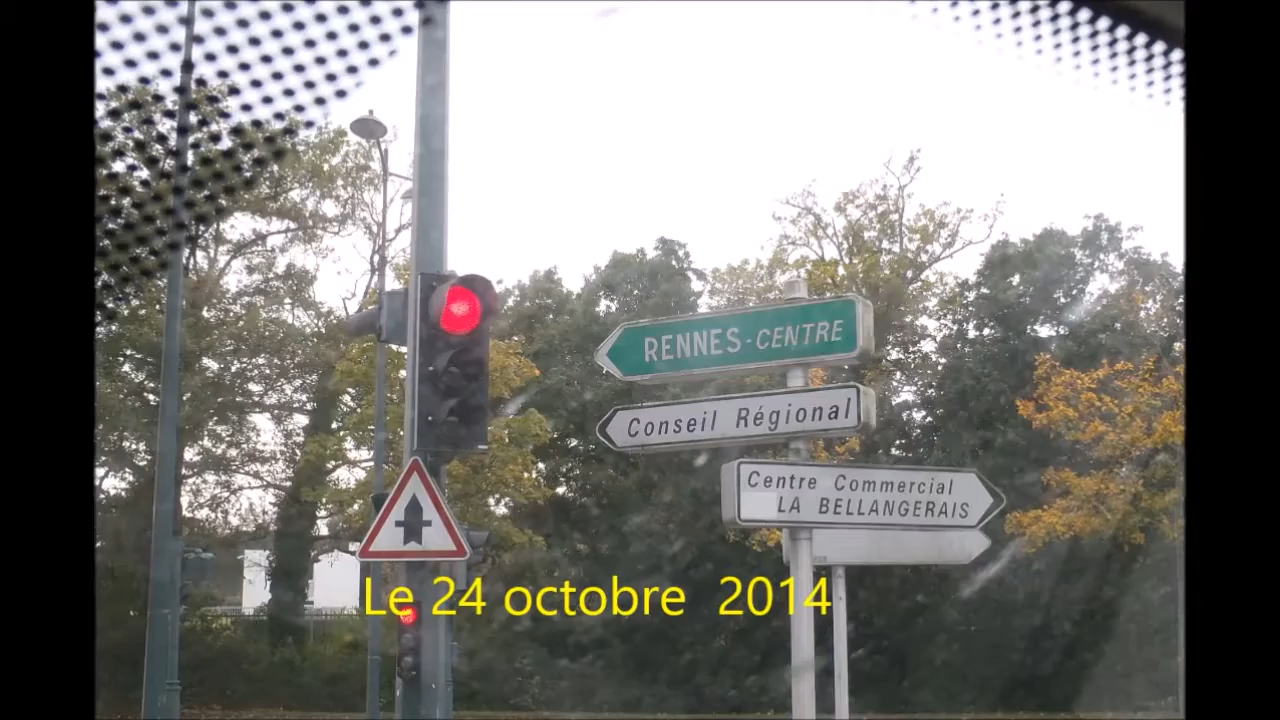 RENNES-CENTRE
Conseil Régional
Centre Commercial
LA BELLANGERAIS
Le 24 octobre 2014